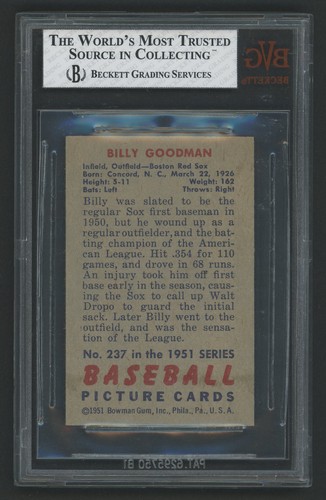 THE WORLD'S MOST TRUSTED
SOURCE IN COLLECTING™
B BECKETT GRADING SERVICES
BVG
BECKETT
BILLY GOODMAN
Infield, Outfield—Boston Red Sox
Born: Concord, N. C., March 22, 1926
Height: 5-11 Weight: 162
Bats: Left Throws: Right
Billy was slated to be the
regular Sox first baseman in
1950, but he wound up as a
regular outfielder, and the bat-
ting champion of the Ameri-
can League. Hit .354 for 110
games, and drove in 68 runs.
An injury took him off first
base early in the season, caus-
ing the Sox to call up Walt
Dropo to guard the initial
sack. Later Billy went to the
outfield, and was the sensa-
tion of the League.
No. 237 in the 1951 SERIES
BASEBALL
PICTURE CARDS
©1951 Bowman Gum, Inc., Phila., Pa., U. S. A.
PAT. 6295750 B1